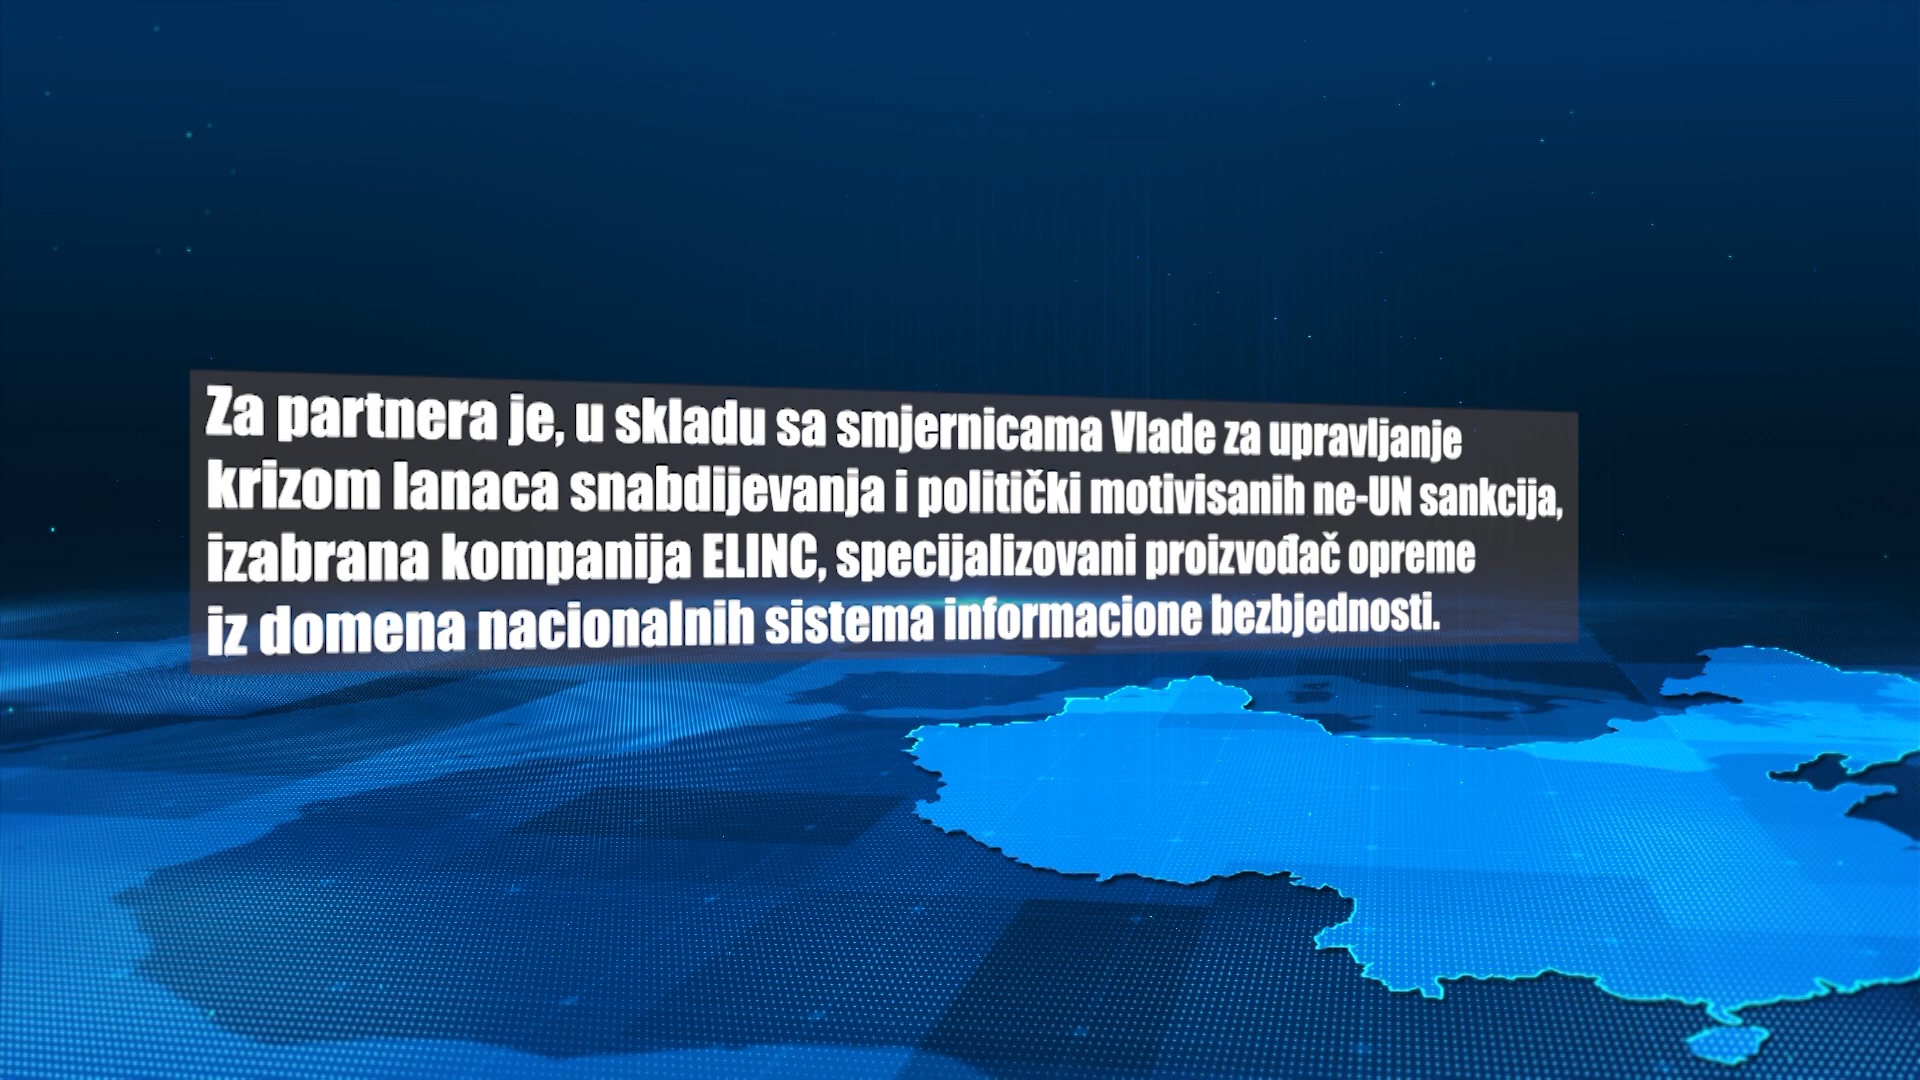 Za partnera je, u skladu sa smjernicama Vlade za upravljanje
krizom lanaca snabdijevanja i politički motivisanih ne-UN sankcija,
izabrana kompanija ELINC, specijalizovani proizvođač opreme
iz domena nacionalnih sistema informacione bezbjednosti.